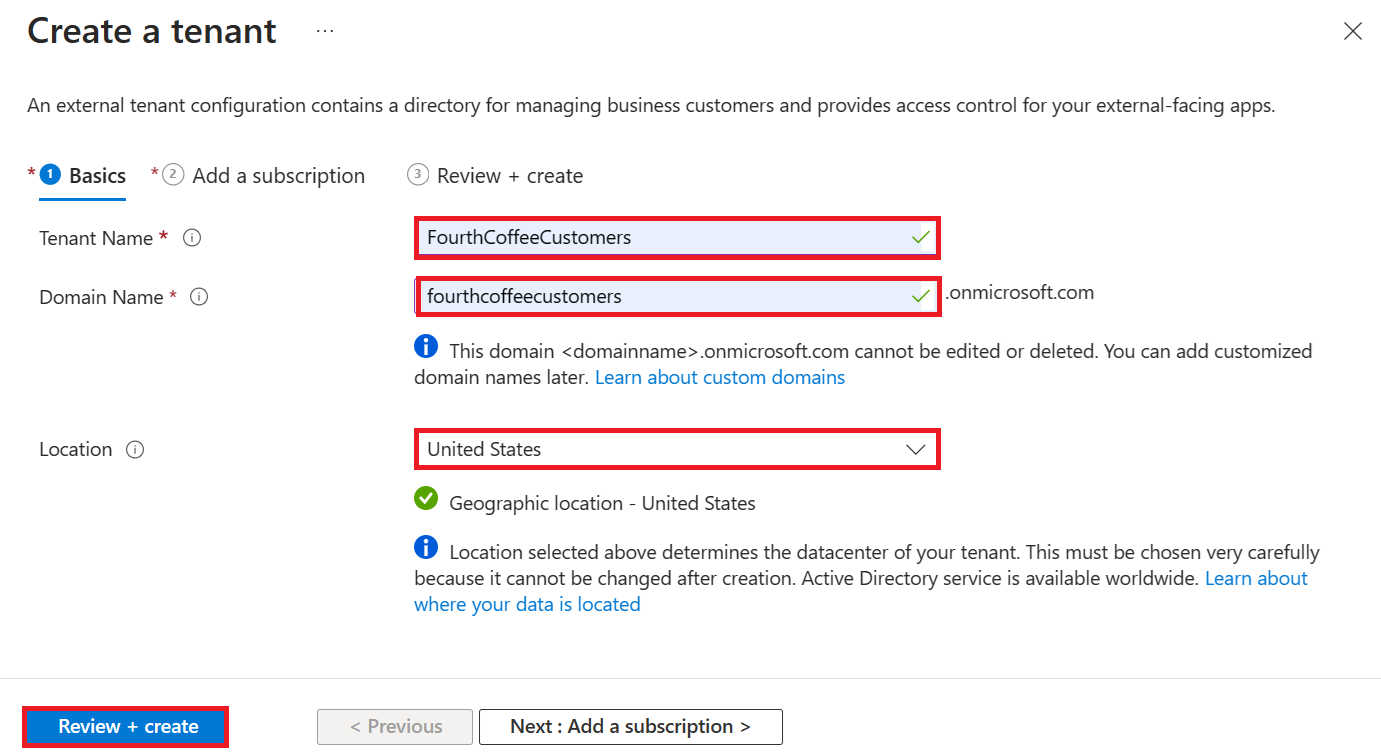 Create a tenant ...
An external tenant configuration contains a directory for managing business customers and provides access control for your external-facing apps.
* 1 Basics * 2 Add a subscription 3 Review + create
Tenant Name * FourthCoffeeCustomers
Domain Name * fourthcoffeecustomers .onmicrosoft.com
This domain <domainname>.onmicrosoft.com cannot be edited or deleted. You can add customized
domain names later. Learn about custom domains
Location United States
Geographic location - United States
Location selected above determines the datacenter of your tenant. This must be chosen very carefully
because it cannot be changed after creation. Active Directory service is available worldwide. Learn about
where your data is located
Review + create < Previous Next : Add a subscription >